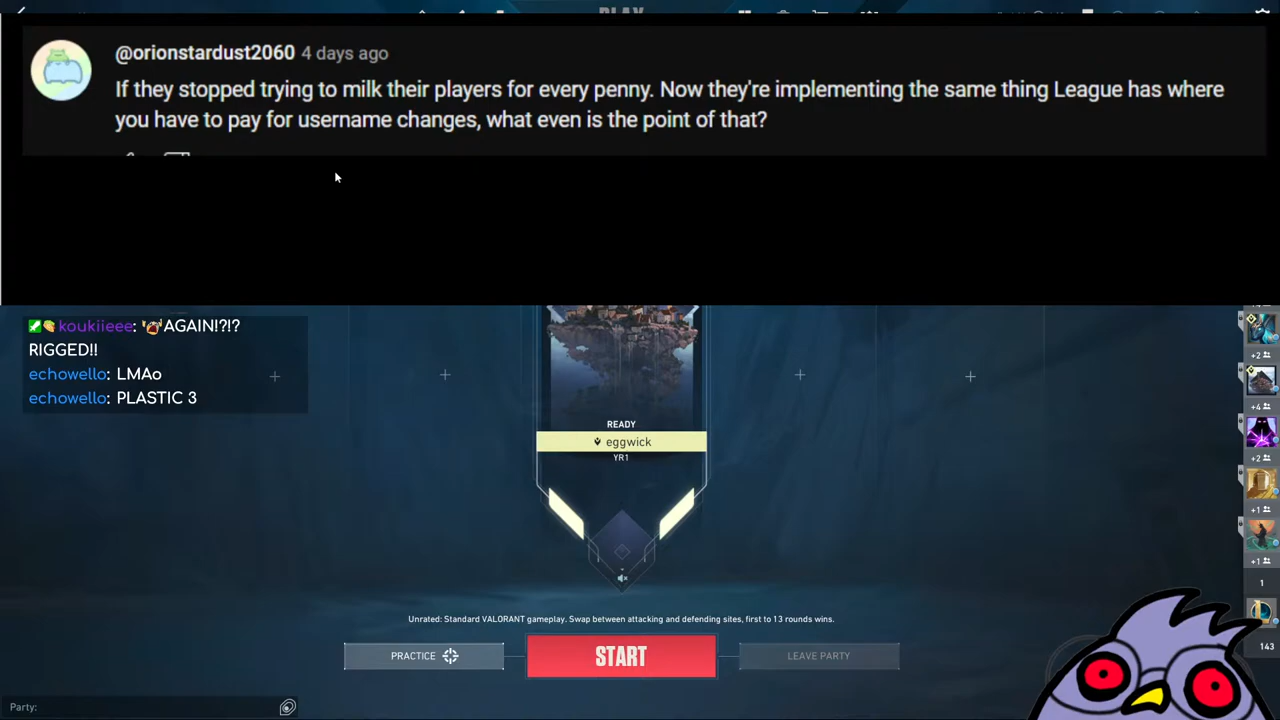 PLAY
@orionstardust2060 4 days ago
If they stopped trying to milk their players for every penny. Now they're implementing the same thing League has where
you have to pay for username changes, what even is the point of that?
koukiieee: AGAIN!?!?
RIGGED!!
echowello: LMAo
echowello: PLASTIC 3
READY
eggwick
YR1
+2
+4
+2
+1
+1
1
143
Unrated: Standard VALORANT gameplay. Swap between attacking and defending sites, first to 13 rounds wins.
PRACTICE
START
LEAVE PARTY
Party: